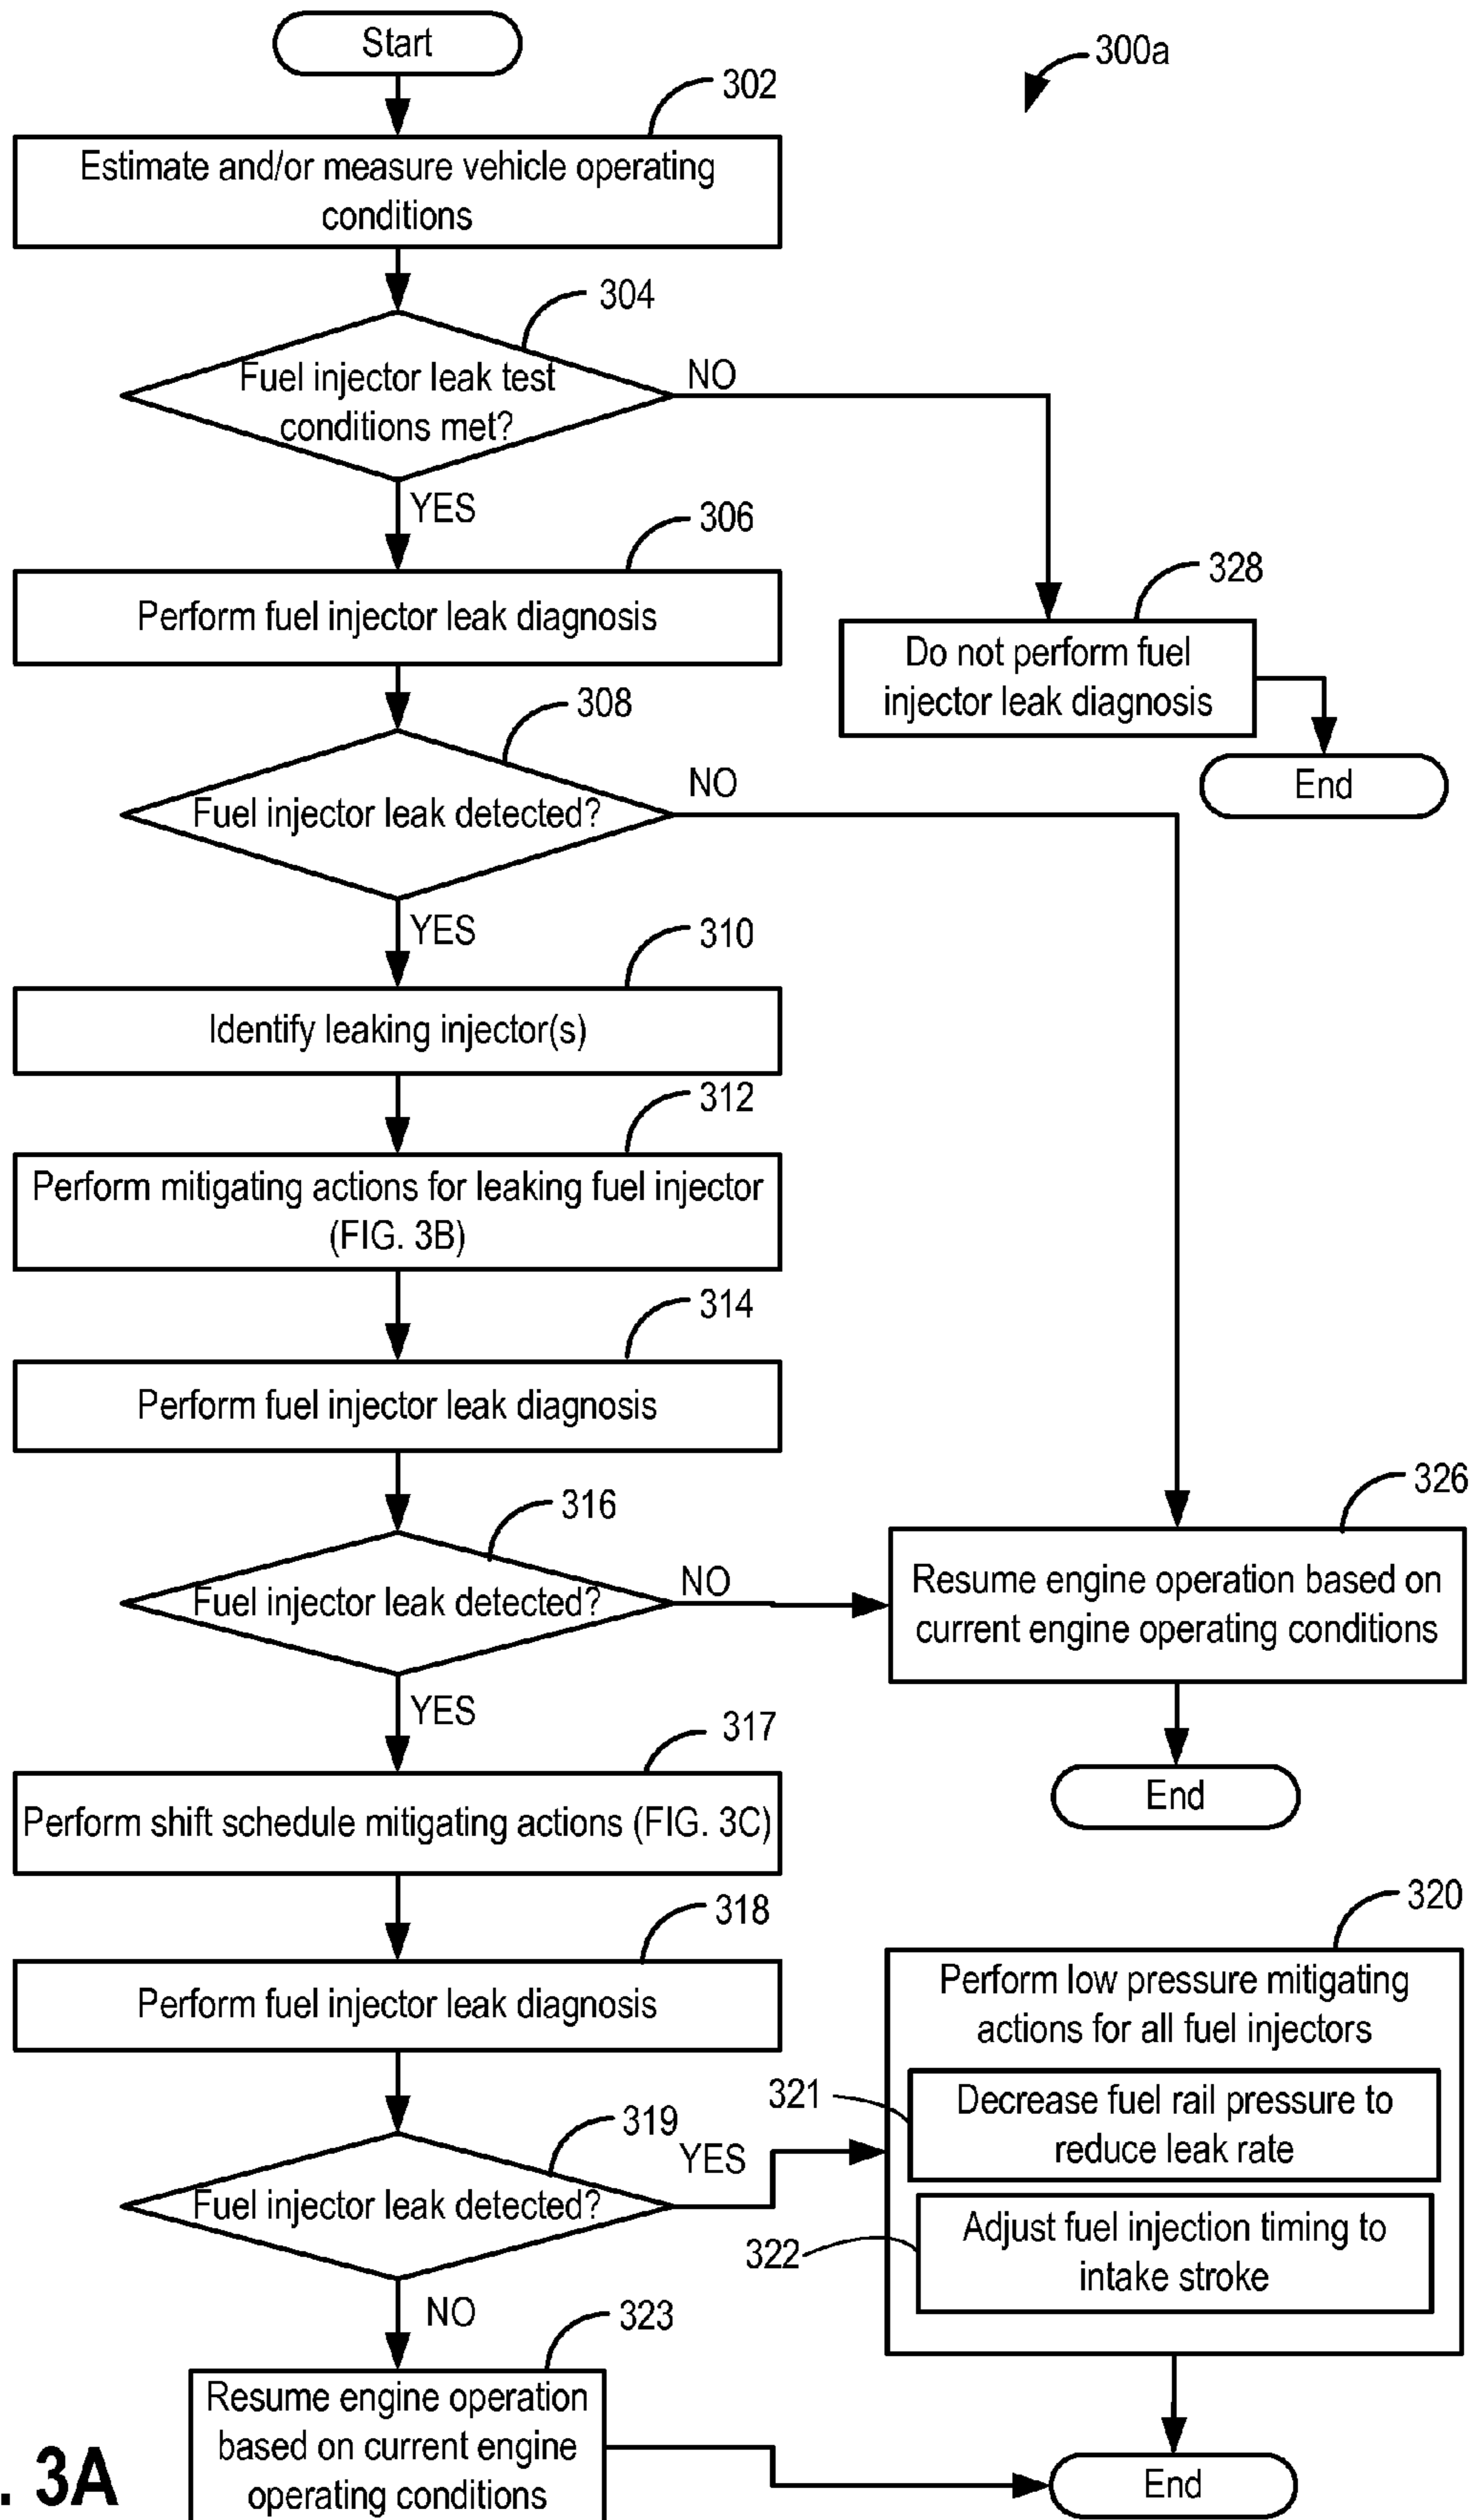 Start
300a
302
Estimate and/or measure vehicle operating
conditions
304
Fuel injector leak test
conditions met?
NO
YES
306
Perform fuel injector leak diagnosis
328
Do not perform fuel
injector leak diagnosis
End
308
Fuel injector leak detected?
NO
YES
310
Identify leaking injector(s)
312
Perform mitigating actions for leaking fuel injector
(FIG. 3B)
314
Perform fuel injector leak diagnosis
316
Fuel injector leak detected?
NO
326
Resume engine operation based on
current engine operating conditions
End
YES
317
Perform shift schedule mitigating actions (FIG. 3C)
318
Perform fuel injector leak diagnosis
319
Fuel injector leak detected?
YES
320
Perform low pressure mitigating
actions for all fuel injectors
321
Decrease fuel rail pressure to
reduce leak rate
322
Adjust fuel injection timing to
intake stroke
NO
323
Resume engine operation
based on current engine
operating conditions
End
. 3A